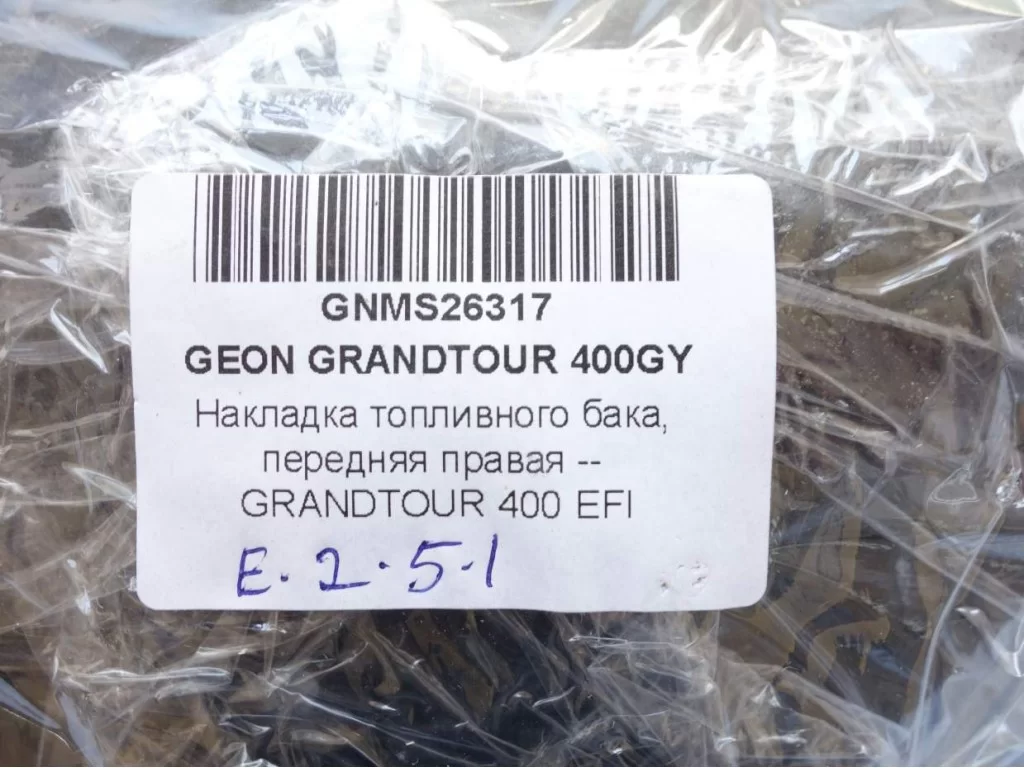 GNMS26317
GEON GRANDTOUR 400GY
Накладка топливного бака,
передняя правая --
GRANDTOUR 400 EFI
E. 2. 5. 1